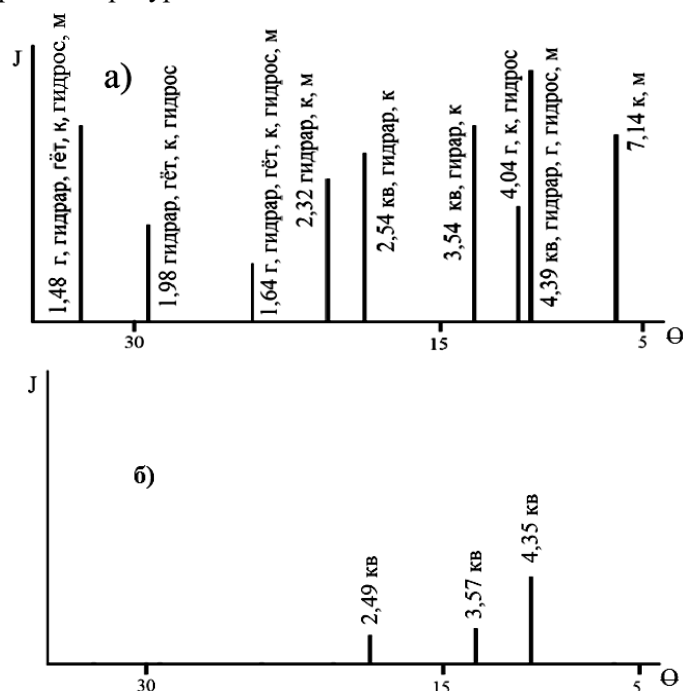 J
а)
1,48 г, гидрар, гёт, к, гидрос, м
1,98 гидрар, гёт, к, гидрос
1,64 г, гидрар, гёт, к, гидрос, м
2,32 гидрар, к, м
2,54 кв, гидрар, к
3,54 кв, гирар, к
4,04 г, к, гидрос
4,39 кв, гидрар, г, гидрос, м
7,14 к, м
30
15
5
Ө
J
б)
2,49 кв
3,57 кв
4,35 кв
30
15
5
Ө